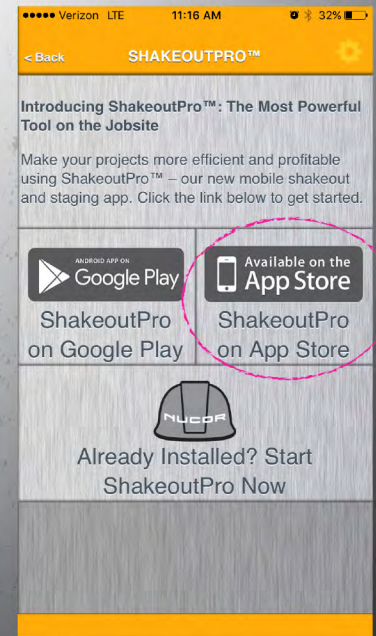 ●●●●● Verizon LTE 11:16 AM 32%
< Back SHAKEOUTPRO™
Introducing ShakeoutPro™: The Most Powerful
Tool on the Jobsite
Make your projects more efficient and profitable
using ShakeoutPro™ – our new mobile shakeout
and staging app. Click the link below to get started.
ANDROID APP ON
Google Play
ShakeoutPro
on Google Play
Available on the
App Store
ShakeoutPro
on App Store
NUCOR
Already Installed? Start
ShakeoutPro Now